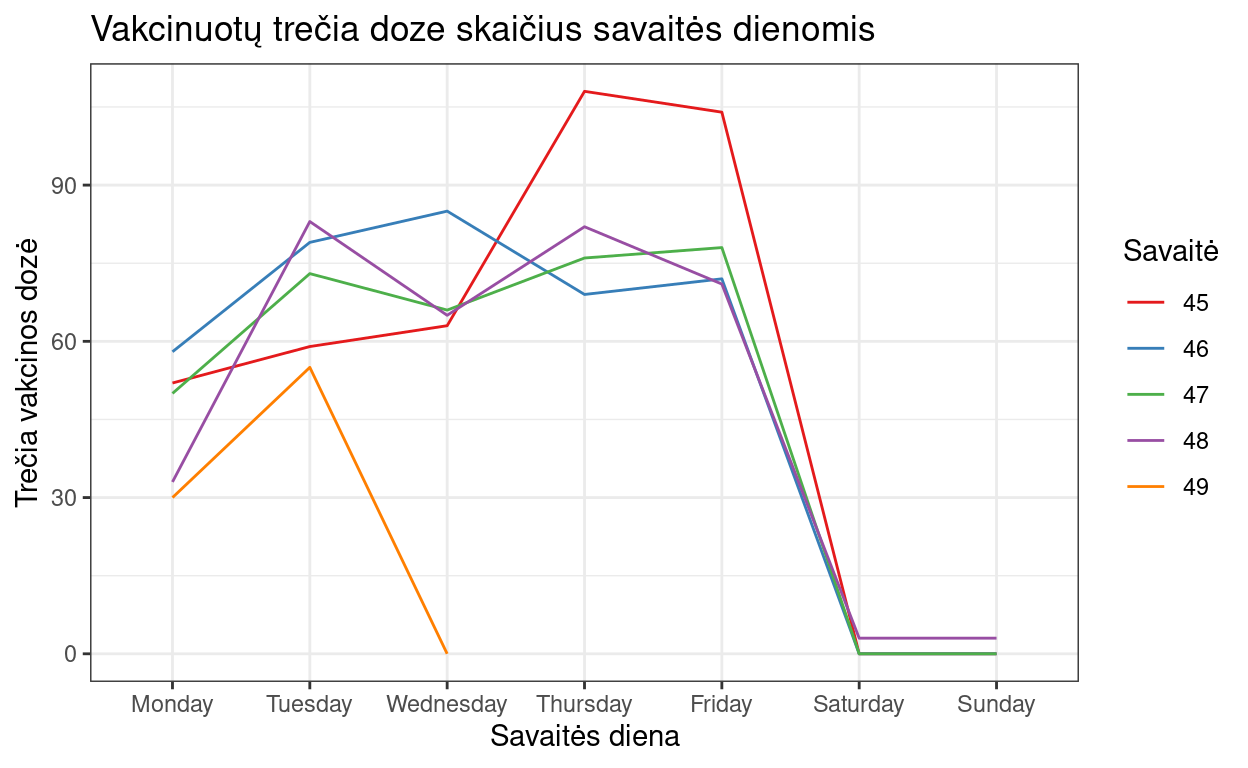 Vakcinuotų trečia doze skaičius savaitės dienomis
Trečia vakcinos dozė
90
60
30
0
Monday Tuesday Wednesday Thursday Friday Saturday Sunday
Savaitės diena
Savaitė
45
46
47
48
49